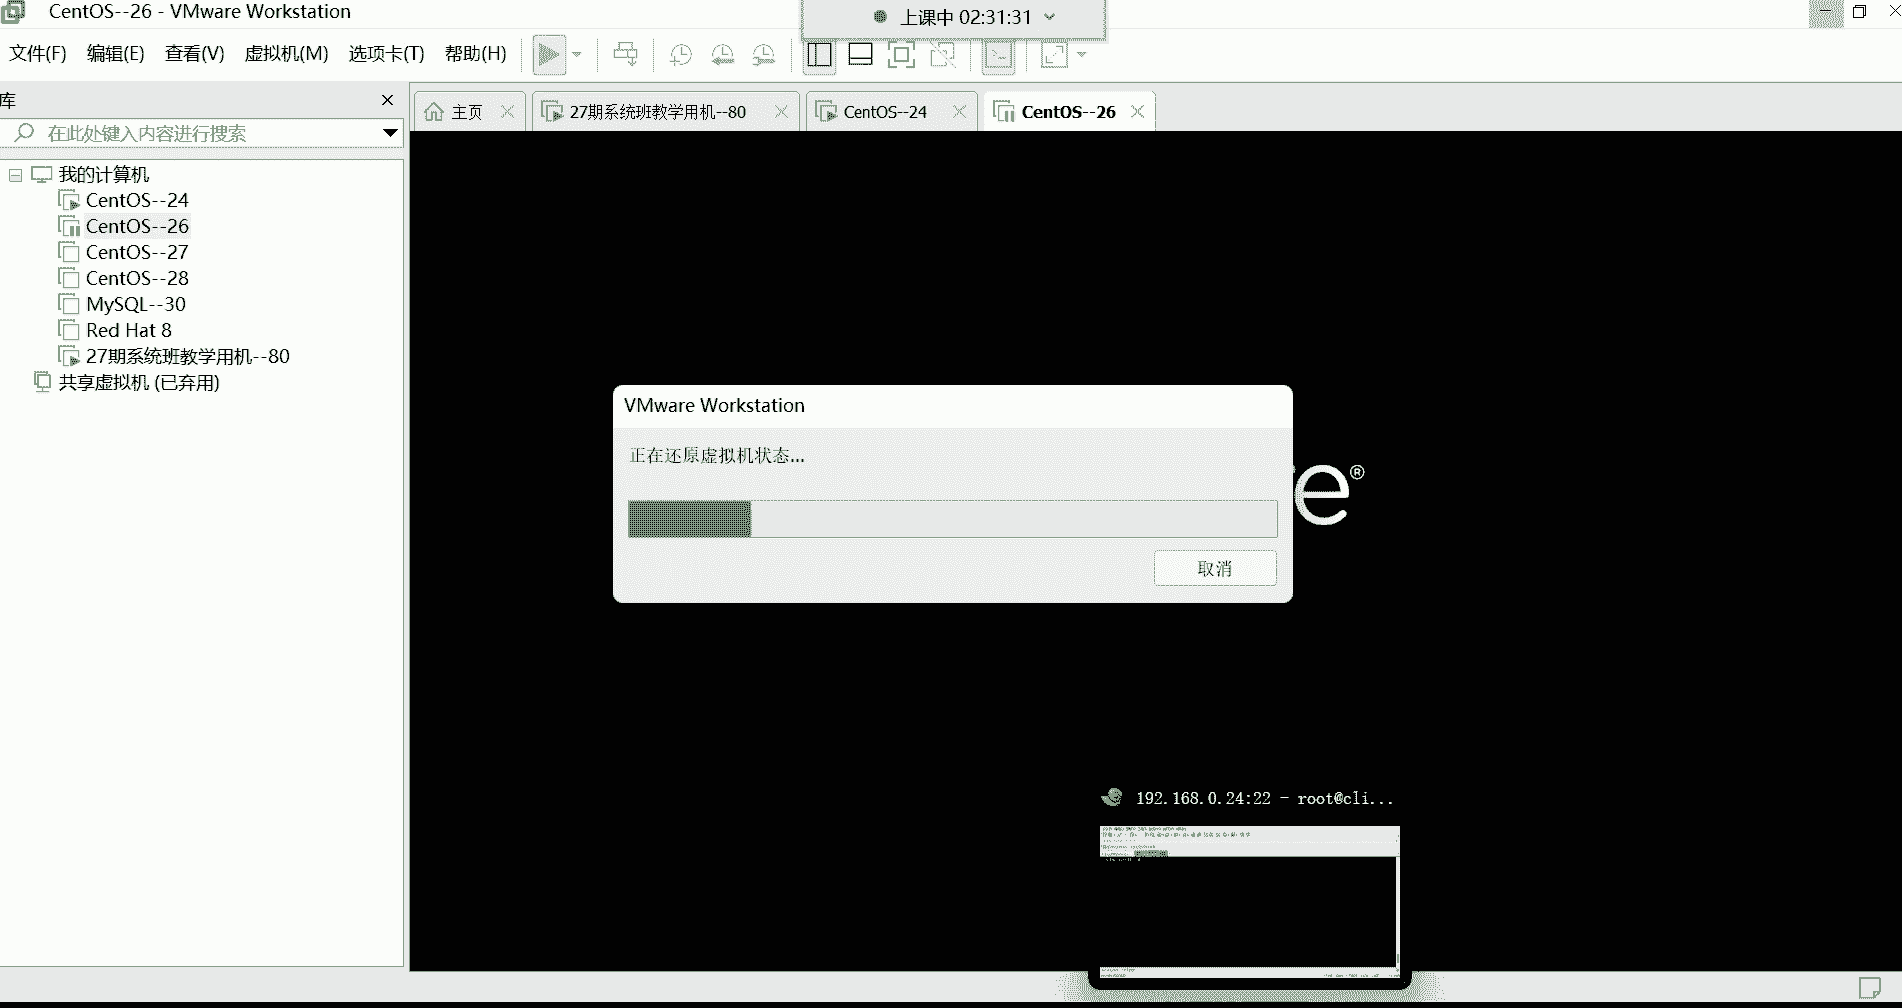 CentOS--26 - VMware Workstation
上课中 02:31:31
文件(F) 编辑(E) 查看(V) 虚拟机(M) 选项卡(T) 帮助(H)
库
主页
27期系统班教学用机--80
CentOS--24
CentOS--26
在此处键入内容进行搜索
我的计算机
CentOS--24
CentOS--26
CentOS--27
CentOS--28
MySQL--30
Red Hat 8
27期系统班教学用机--80
共享虚拟机 (已弃用)
VMware Workstation
正在还原虚拟机状态...
e®
取消
192.168.0.24:22 - root@cli...